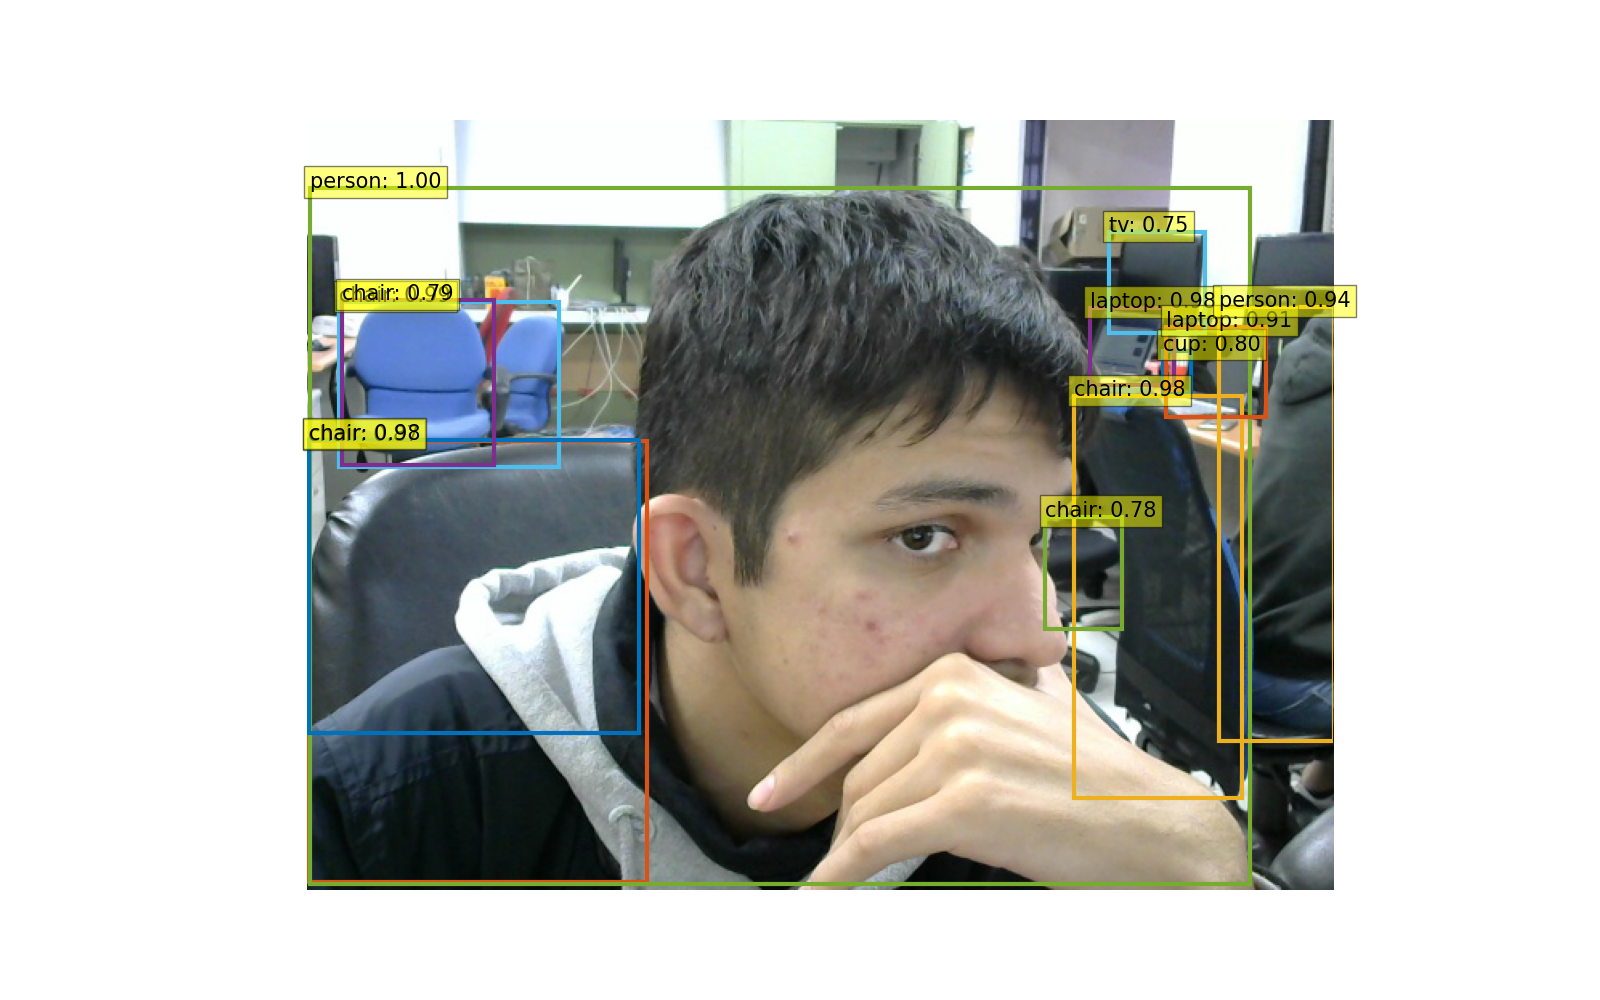 person: 1.00
tv: 0.75
chair: 0.79
laptop: 0.98
person: 0.94
laptop: 0.91
cup: 0.80
chair: 0.98
chair: 0.98
chair: 0.78